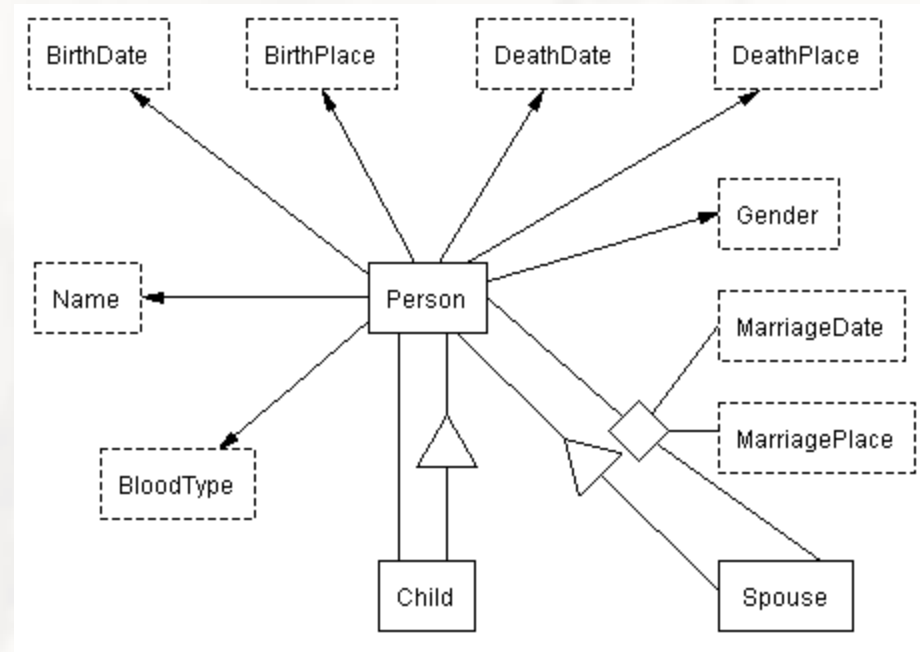 BirthDate
BirthPlace
DeathDate
DeathPlace
Gender
Name
Person
MarriageDate
MarriagePlace
BloodType
Child
Spouse